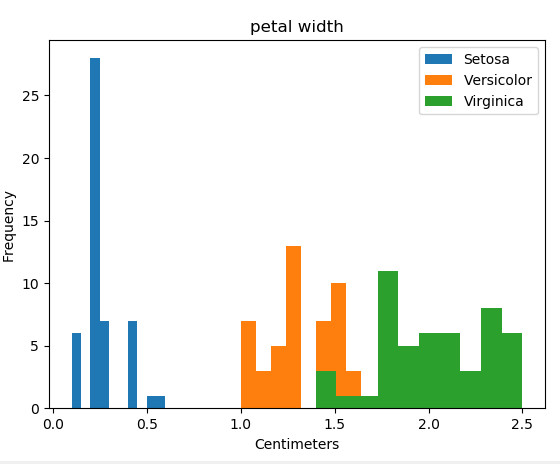 petal width
Setosa
Versicolor
Virginica
Frequency
25
20
15
10
5
0
0.0 0.5 1.0 1.5 2.0 2.5
Centimeters